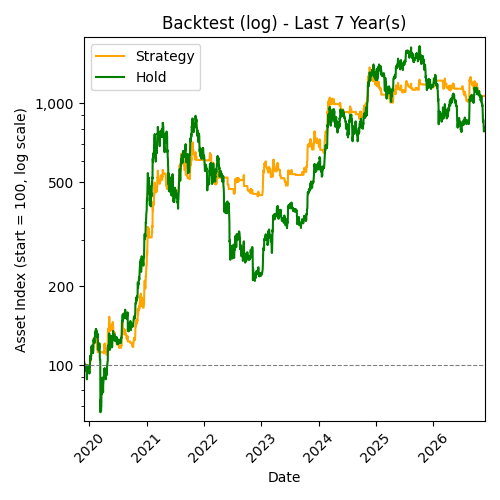 Backtest (log) - Last 7 Year(s)
Strategy
Hold
Asset Index (start = 100, log scale)
1,000
500
200
100
2020
2021
2022
2023
2024
2025
2026
Date